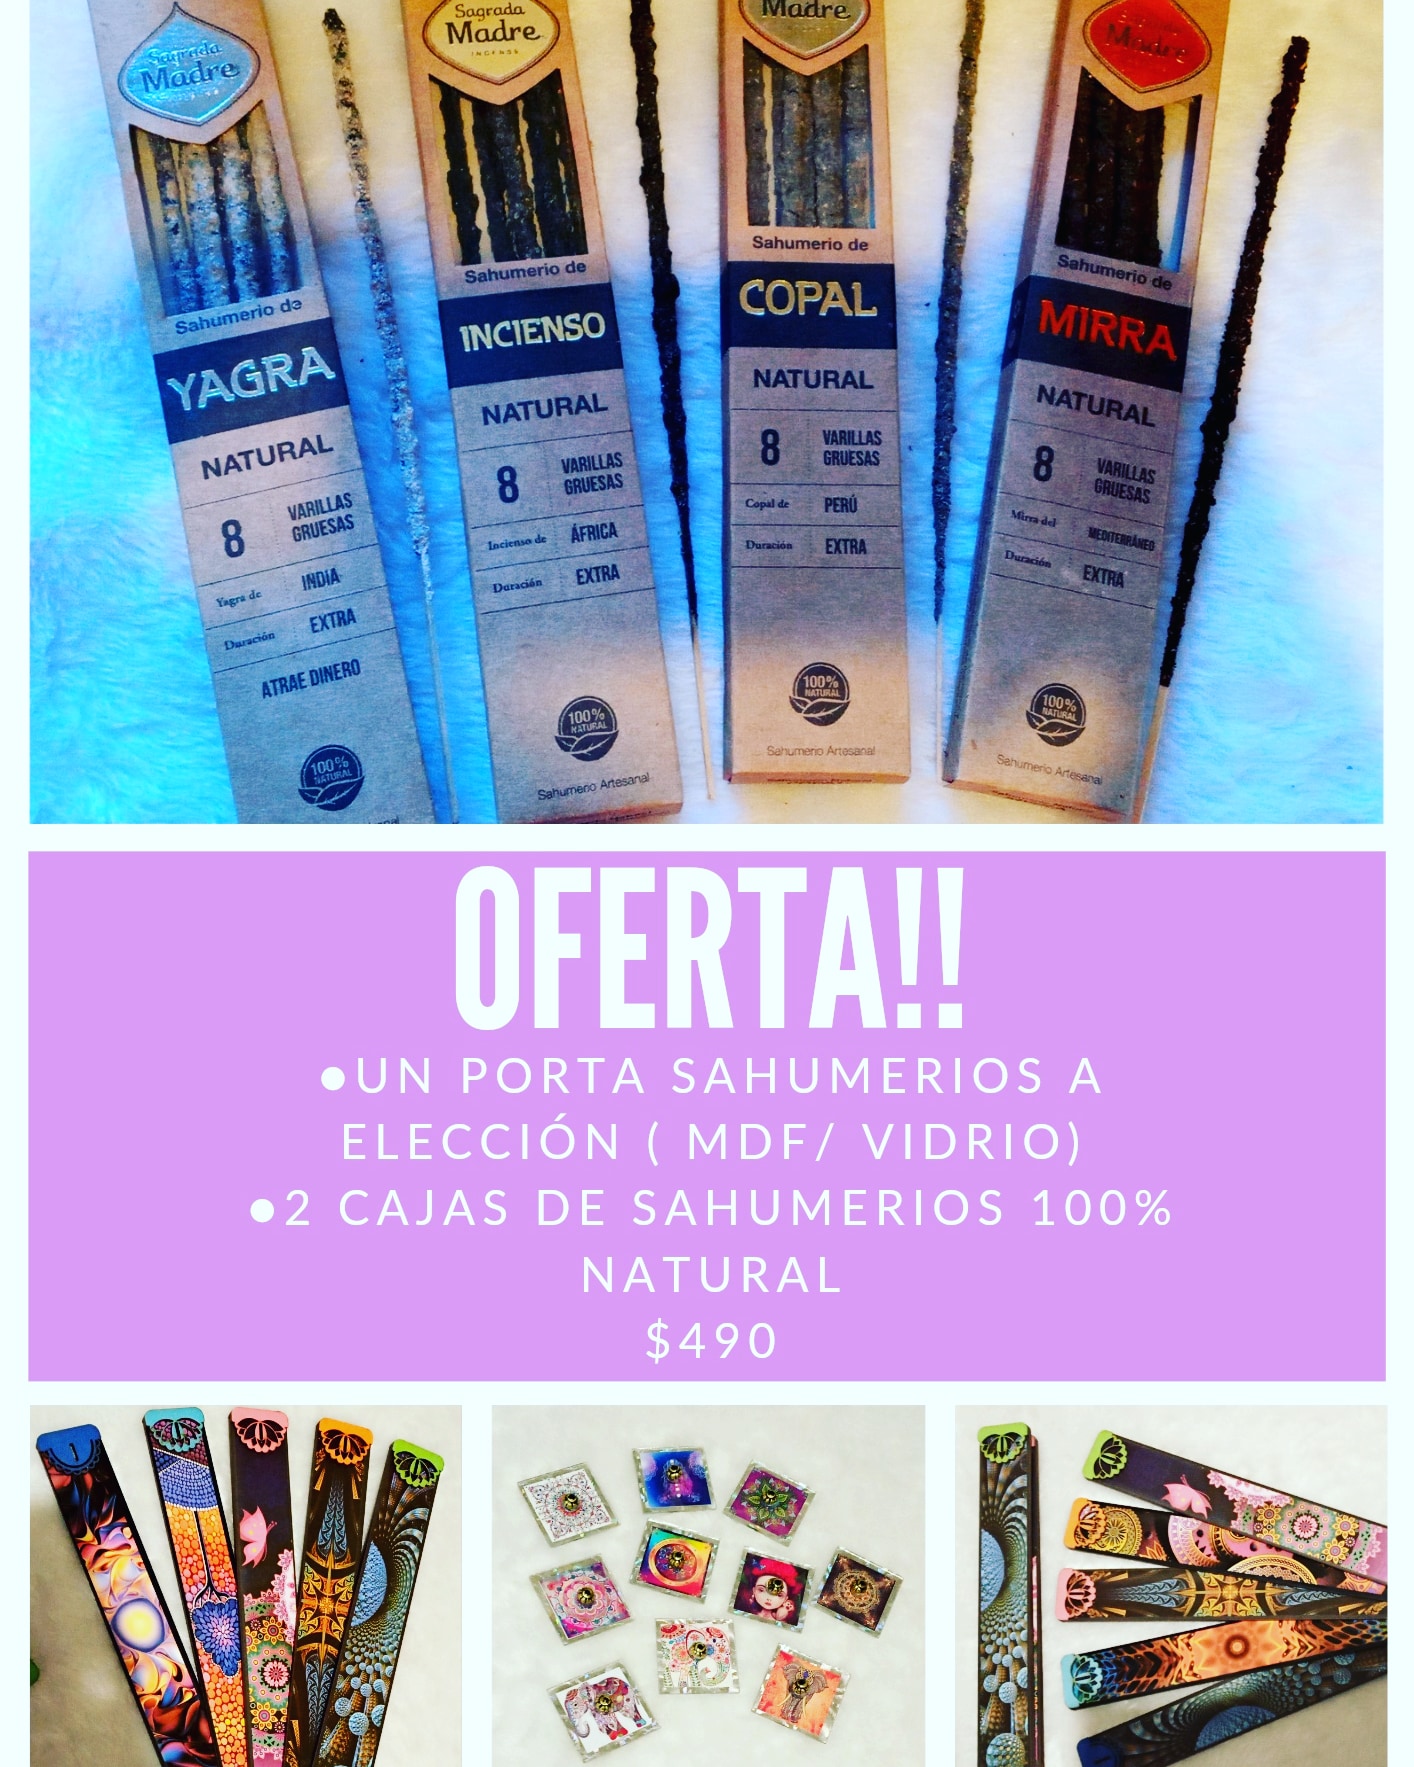 Sagrada
Madre
INCENSE
Sahumerio de
YAGRA
NATURAL
8
VARILLAS
GRUESAS
Yagra de
INDIA
Duración
EXTRA
ATRAE DINERO
100%
NATURAL
Sagrada
Madre
INCENSE
Sahumerio de
INCIENSO
NATURAL
8
VARILLAS
GRUESAS
Incienso de
ÁFRICA
Duración
EXTRA
100%
NATURAL
Sahumerio Artesanal
Madre
Sahumerio de
COPAL
NATURAL
8
VARILLAS
GRUESAS
Copal de
PERÚ
Duración
EXTRA
100%
NATURAL
Sahumerio Artesanal
Sagrada
Madre
Sahumerio de
MIRRA
NATURAL
8
VARILLAS
GRUESAS
Mirra del
MEDITERRÁNEO
Duración
EXTRA
100%
NATURAL
Sahumerio Artesanal
OFERTA!!
●UN PORTA SAHUMERIOS A
ELECCIÓN ( MDF/ VIDRIO)
●2 CAJAS DE SAHUMERIOS 100%
NATURAL
$490